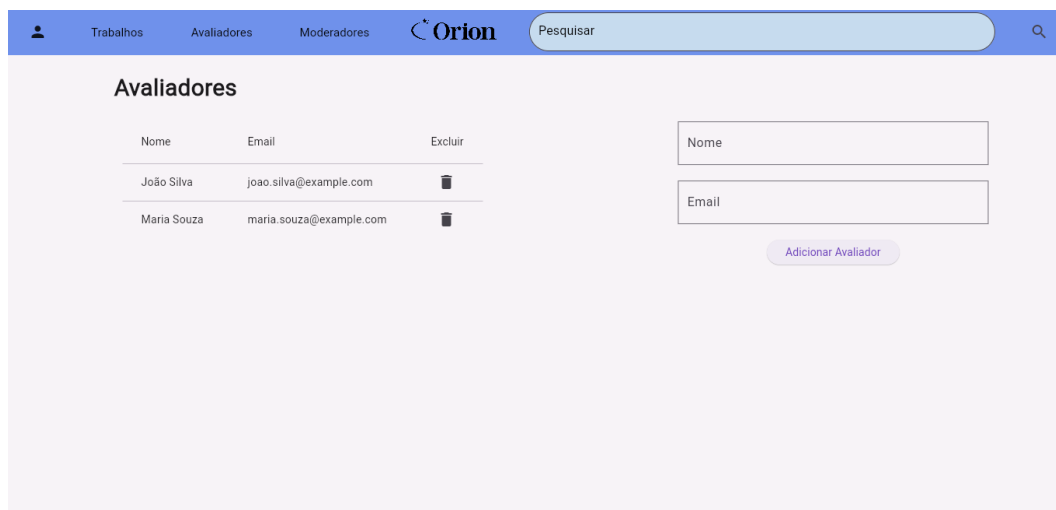 Trabalhos Avaliadores Moderadores Orion Pesquisar
Avaliadores
Nome Email Excluir
João Silva joao.silva@example.com
Maria Souza maria.souza@example.com
Nome
Email
Adicionar Avaliador